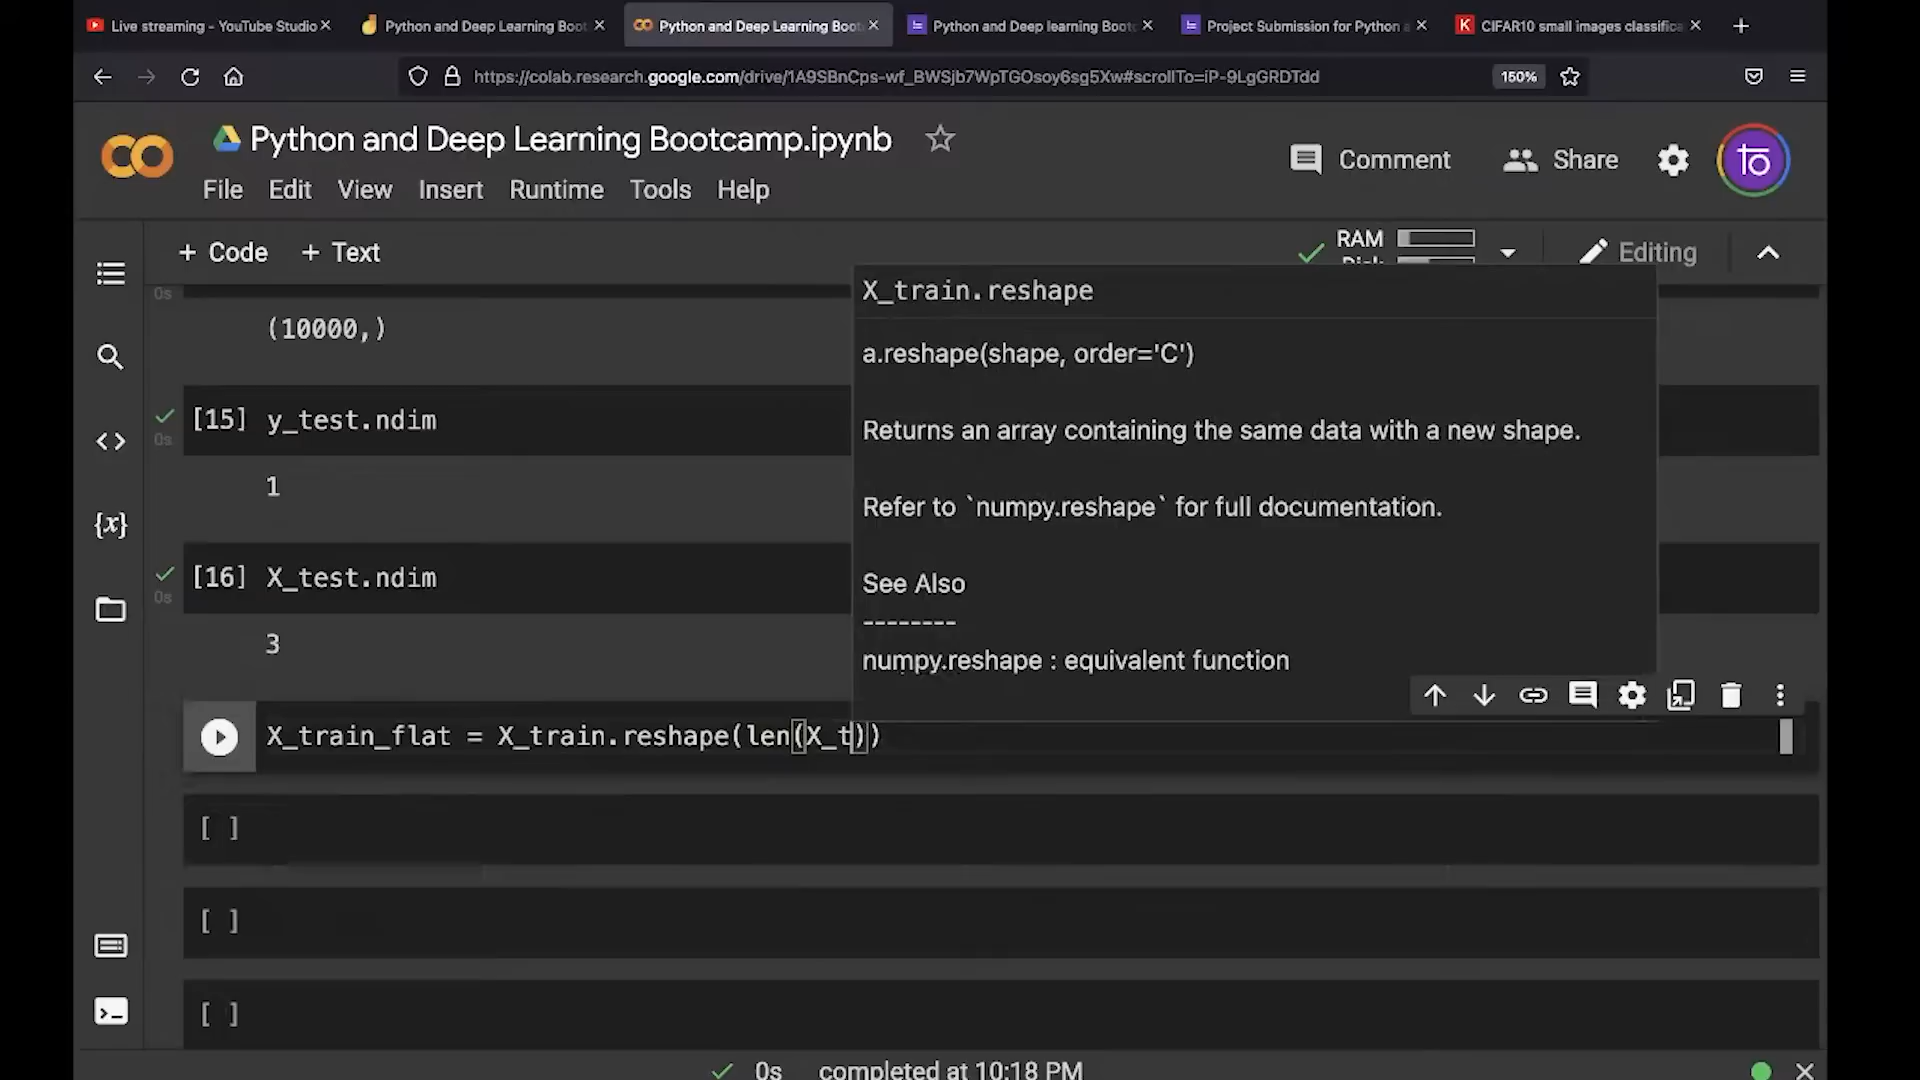 Live streaming - YouTube Studio
Python and Deep Learning Boot
Python and Deep Learning Boot
Python and Deep learning Boot
Project Submission for Python a
CIFAR10 small images classifica
https://colab.research.google.com/drive/1A9SBnCps-wf_BWSjb7WpTGOsoy6sg5Xw#scrollTo=iP-9LgGRDTdd
150%
Python and Deep Learning Bootcamp.ipynb
Comment
Share
File Edit View Insert Runtime Tools Help
+ Code + Text
RAM
Disk
Editing
0s
(10000,)
X_train.reshape
a.reshape(shape, order='C')
Returns an array containing the same data with a new shape.
Refer to `numpy.reshape` for full documentation.
See Also
--------
numpy.reshape : equivalent function
[15] y_test.ndim
0s
1
[16] X_test.ndim
0s
3
X_train_flat = X_train.reshape(len(X_t))
[ ]
[ ]
[ ]
0s completed at 10:18 PM